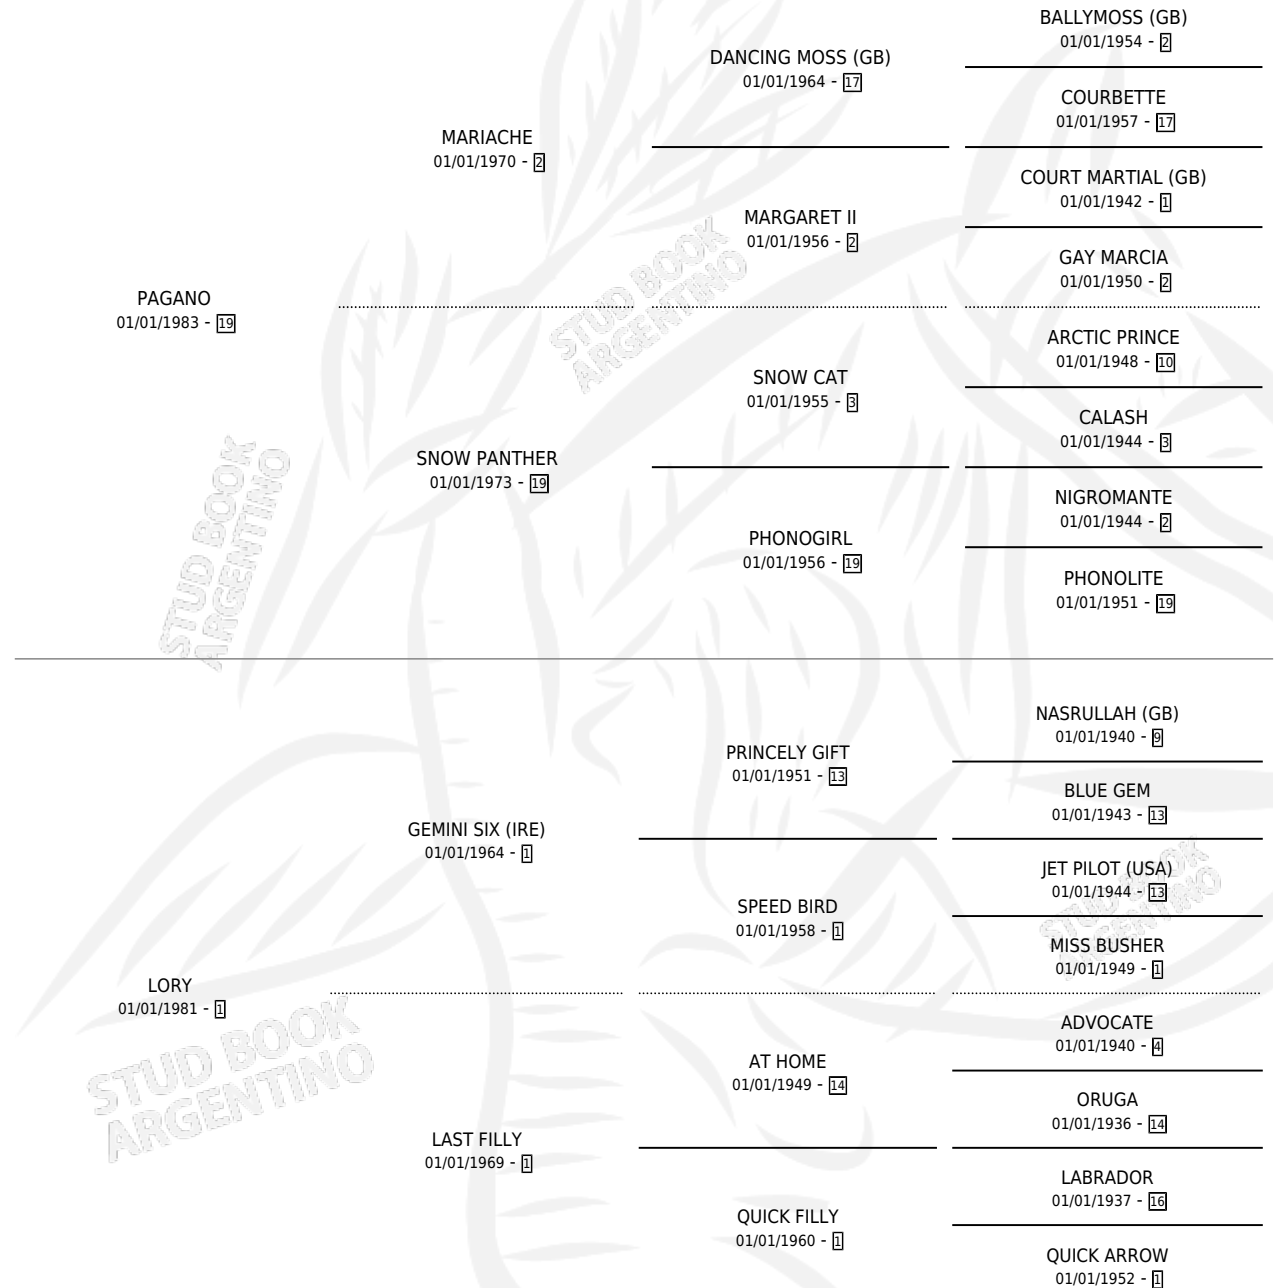 BALLYMOSS (GB)
01/01/1954 - 2
DANCING MOSS (GB)
01/01/1964 - 17
COURBETTE
01/01/1957 - 17
MARIACHE
01/01/1970 - 2
COURT MARTIAL (GB)
01/01/1942 - 1
MARGARET II
01/01/1956 - 2
GAY MARCIA
01/01/1950 - 2
PAGANO
01/01/1983 - 19
ARCTIC PRINCE
01/01/1948 - 10
SNOW CAT
01/01/1955 - 3
CALASH
01/01/1944 - 3
SNOW PANTHER
01/01/1973 - 19
NIGROMANTE
01/01/1944 - 2
PHONOGIRL
01/01/1956 - 19
PHONOLITE
01/01/1951 - 19
NASRULLAH (GB)
01/01/1940 - 9
PRINCELY GIFT
01/01/1951 - 13
BLUE GEM
01/01/1943 - 13
GEMINI SIX (IRE)
01/01/1964 - 1
JET PILOT (USA)
01/01/1944 - 13
SPEED BIRD
01/01/1958 - 1
MISS BUSHER
01/01/1949 - 1
LORY
01/01/1981 - 1
ADVOCATE
01/01/1940 - 4
AT HOME
01/01/1949 - 14
ORUGA
01/01/1936 - 14
LAST FILLY
01/01/1969 - 1
LABRADOR
01/01/1937 - 16
QUICK FILLY
01/01/1960 - 1
QUICK ARROW
01/01/1952 - 1
STUD BOOK
ARGENTINO
STUD BOOK
ARGENTINO
STUD BOOK
ARGENTINO
STUD BOOK
ARGENTINO